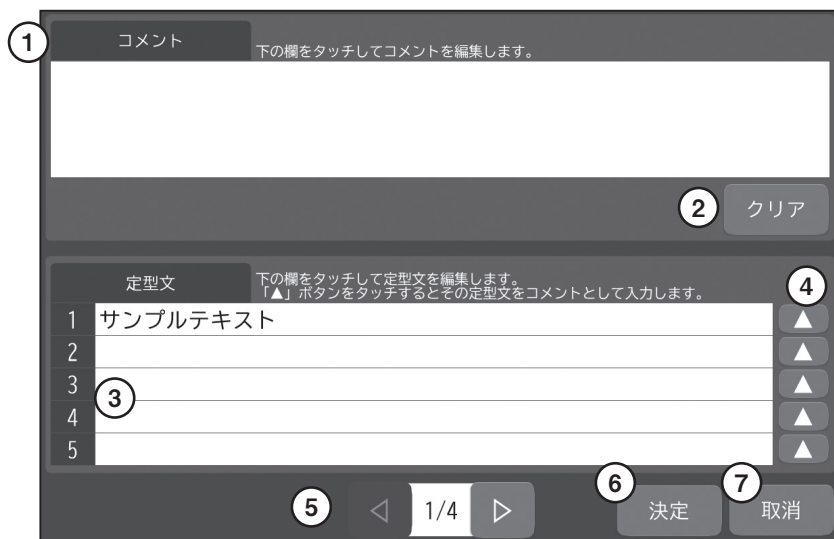 1
コメント
下の欄をタッチしてコメントを編集します。
2
クリア
定型文
下の欄をタッチして定型文を編集します。
「▲」ボタンをタッチするとその定型文をコメントとして入力します。
4
1 サンプルテキスト ▲
2 ▲
3 ▲
3
4 ▲
5 ▲
5
◁ 1/4 ▷
6
決定
7
取消